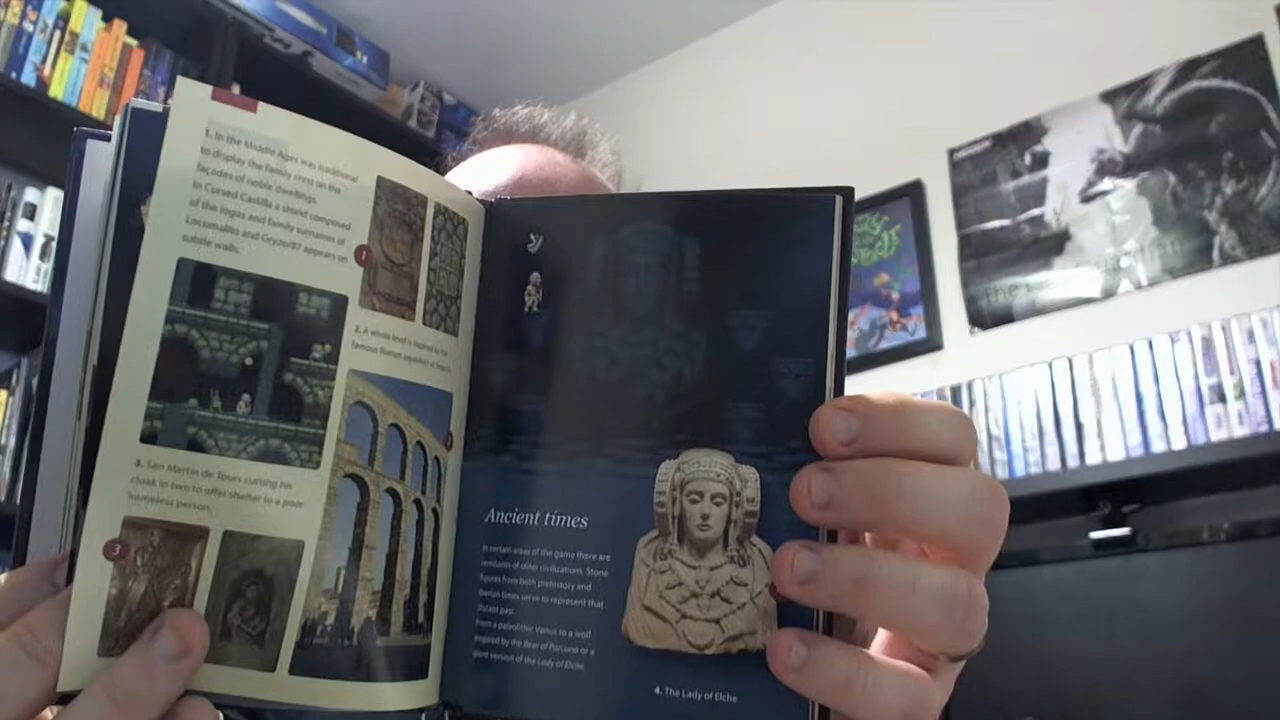 1. In the Middle Ages was traditional
to display the family crest on the
façades of noble dwellings.
In Cursed Castilla a shield composed
of the logos and family surnames of
Locomalito and Gryzor87 appears on
subtle walls.
1
2. A whole level is inspired by the
famous Roman aqueduct of Segovia
2
3. San Martín de Tours cutting his
cloak in two to offer shelter to a poor
homeless person.
3
Ancient times
In certain areas of the game there are
remnants of older civilizations. Stone
figures from both prehistory and
Iberian times serve to represent that
distant past:
from a paleolithic Venus to a wolf
inspired by the Bear of Porcuna or a
giant version of the Lady of Elche.
4. The Lady of Elche